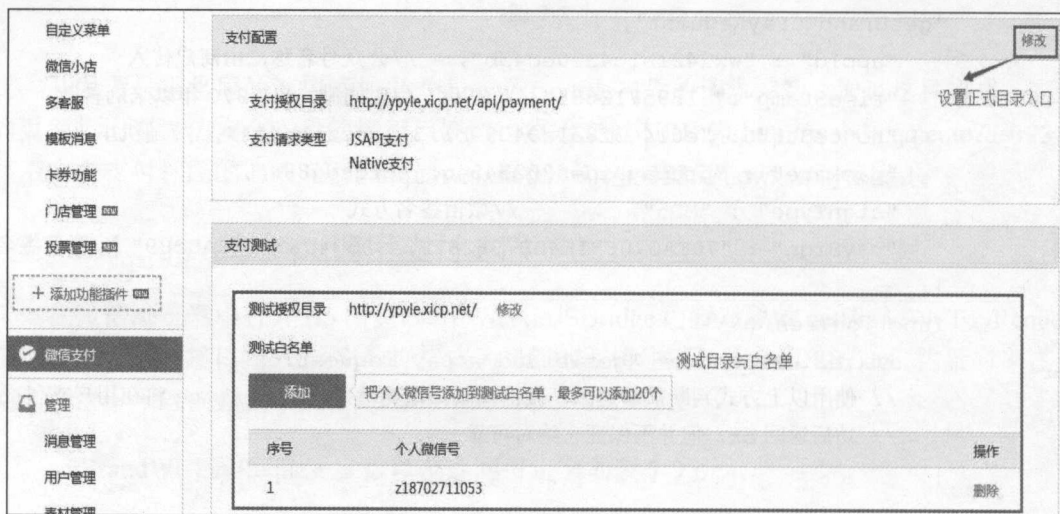 自定义菜单
微信小店
多客服
模板消息
卡券功能
门店管理
投票管理
+ 添加功能插件
微信支付
管理
消息管理
用户管理
素材管理
支付配置
修改
设置正式目录入口
支付授权目录 http://ypyle.xicp.net/api/payment/
支付请求类型 JSAPI支付
Native支付
支付测试
测试授权目录 http://ypyle.xicp.net/ 修改
测试白名单
测试目录与白名单
添加 把个人微信号添加到测试白名单，最多可以添加20个
序号 个人微信号 操作
1 z18702711053 删除